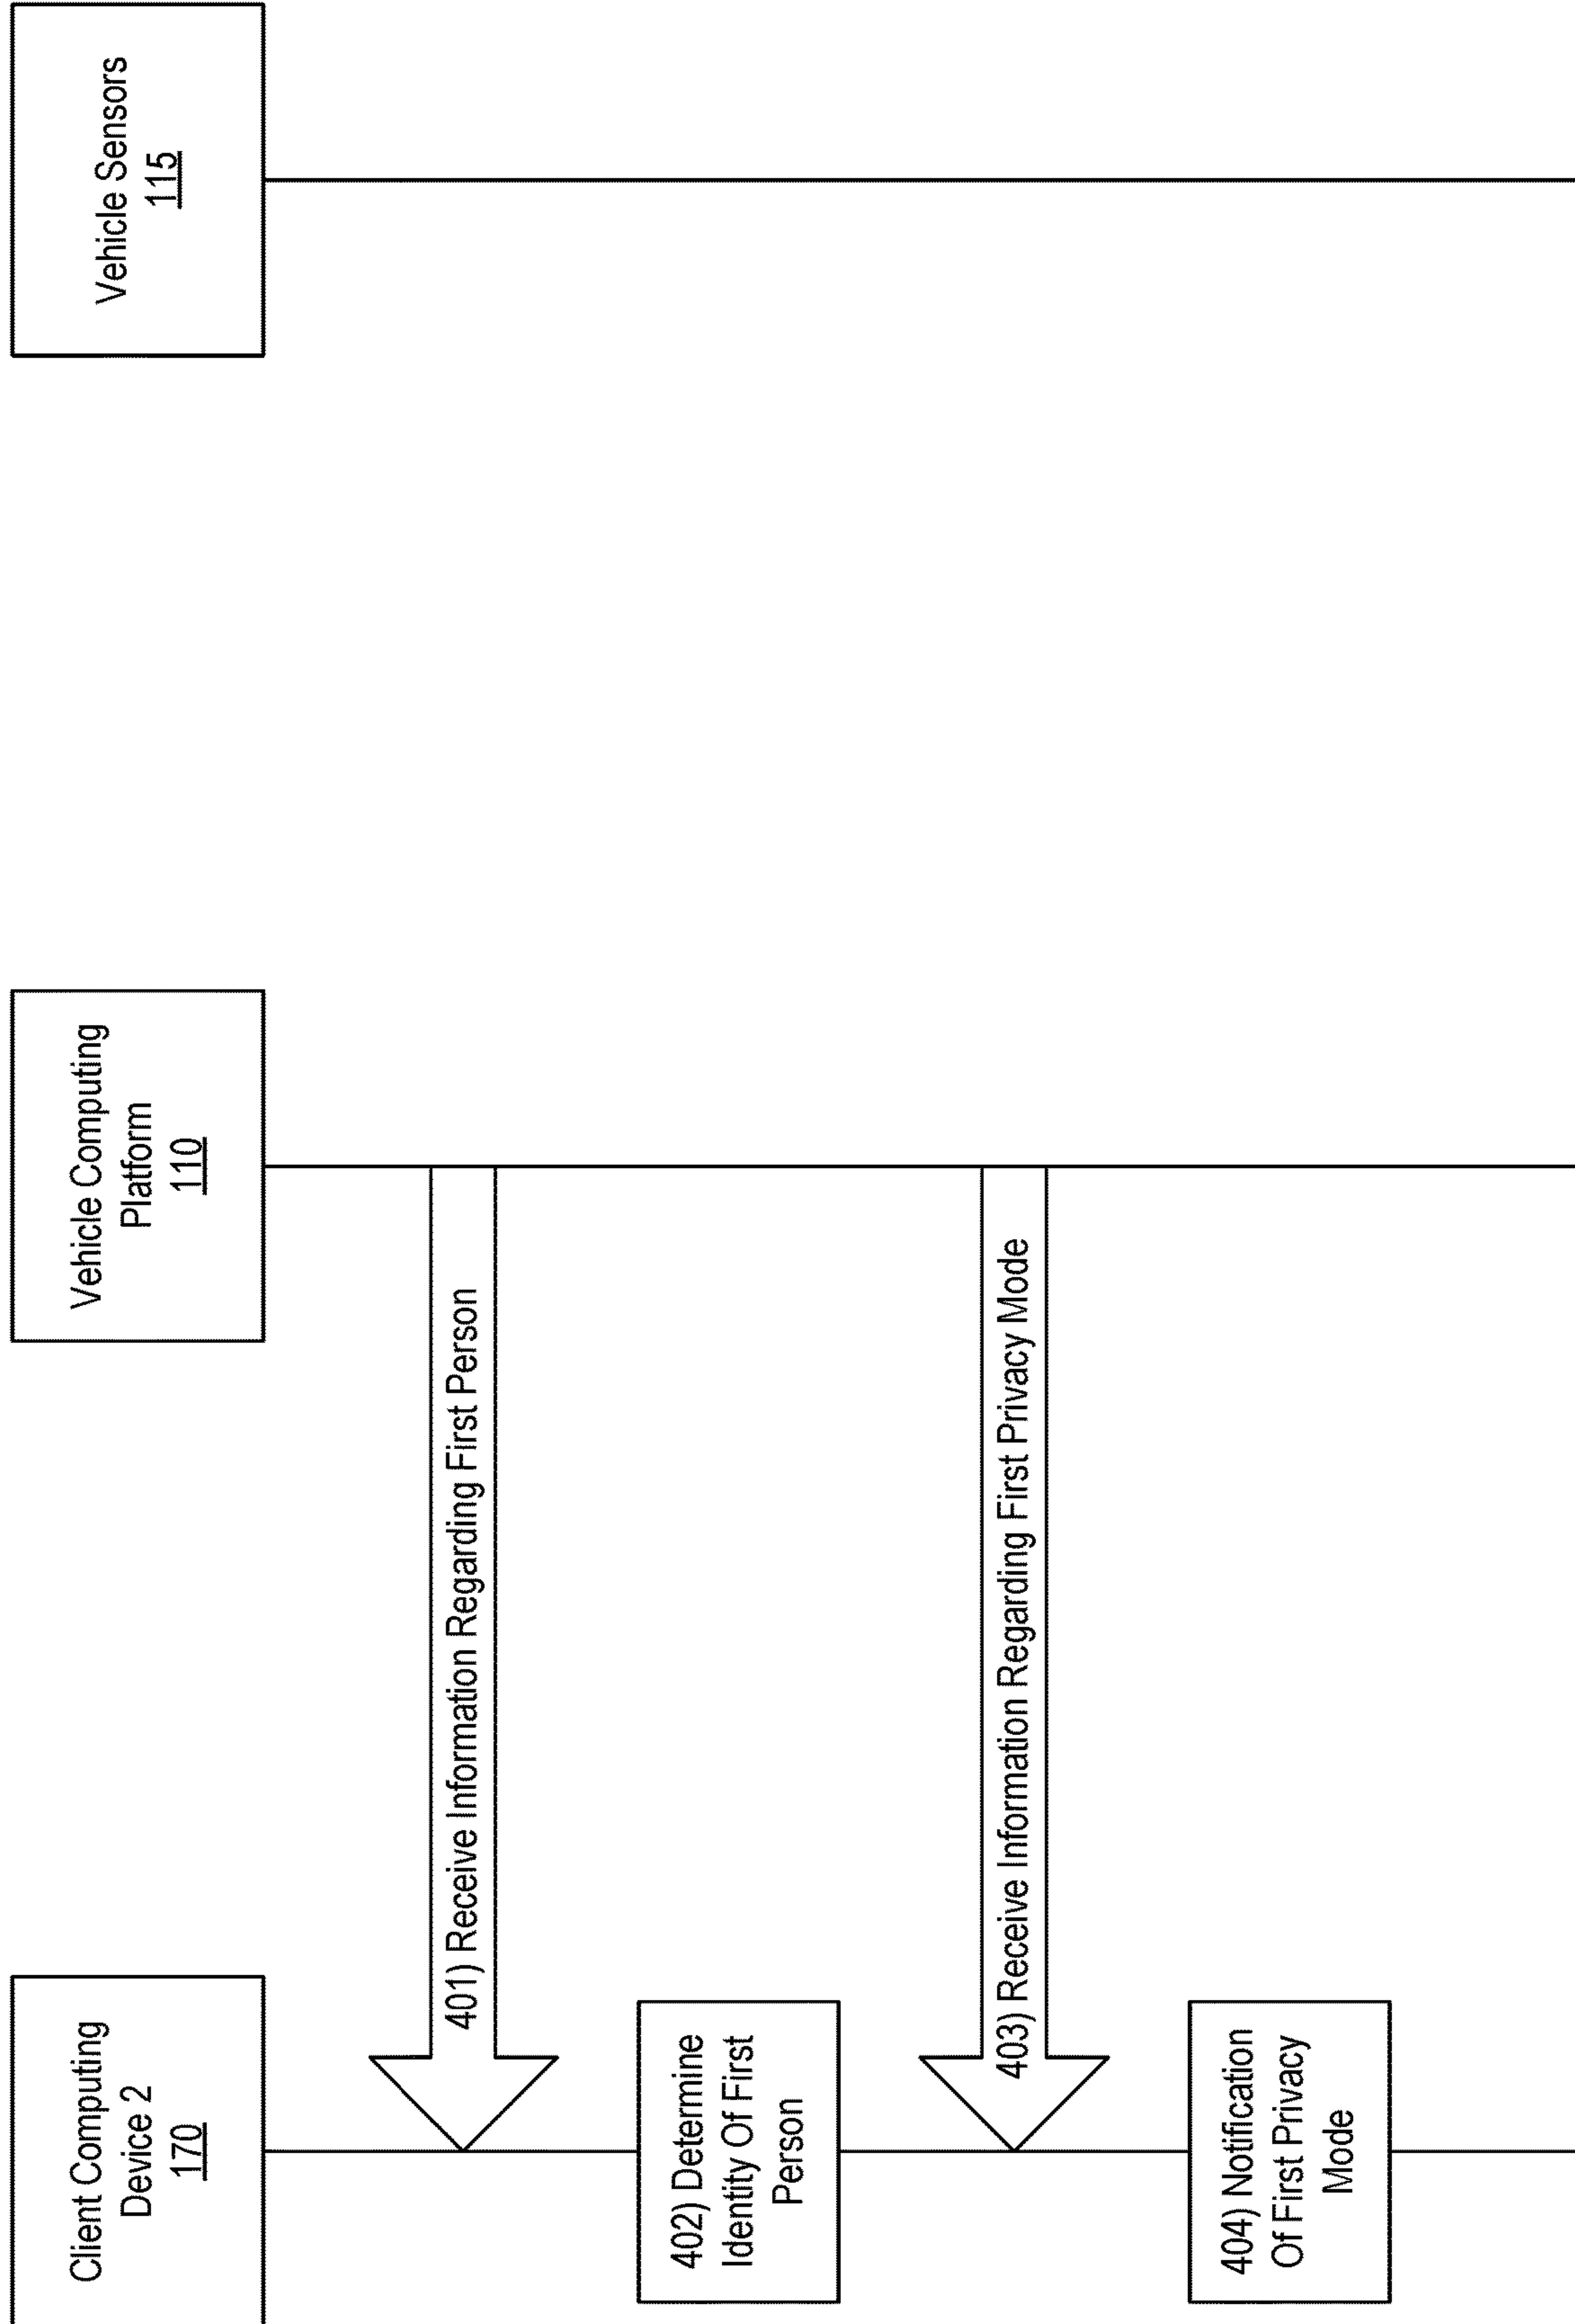 Client Computing
Device 2
170
Vehicle Computing
Platform
110
Vehicle Sensors
115
401) Receive Information Regarding First Person
402) Determine
Identity Of First
Person
403) Receive Information Regarding First Privacy Mode
404) Notification
Of First Privacy
Mode